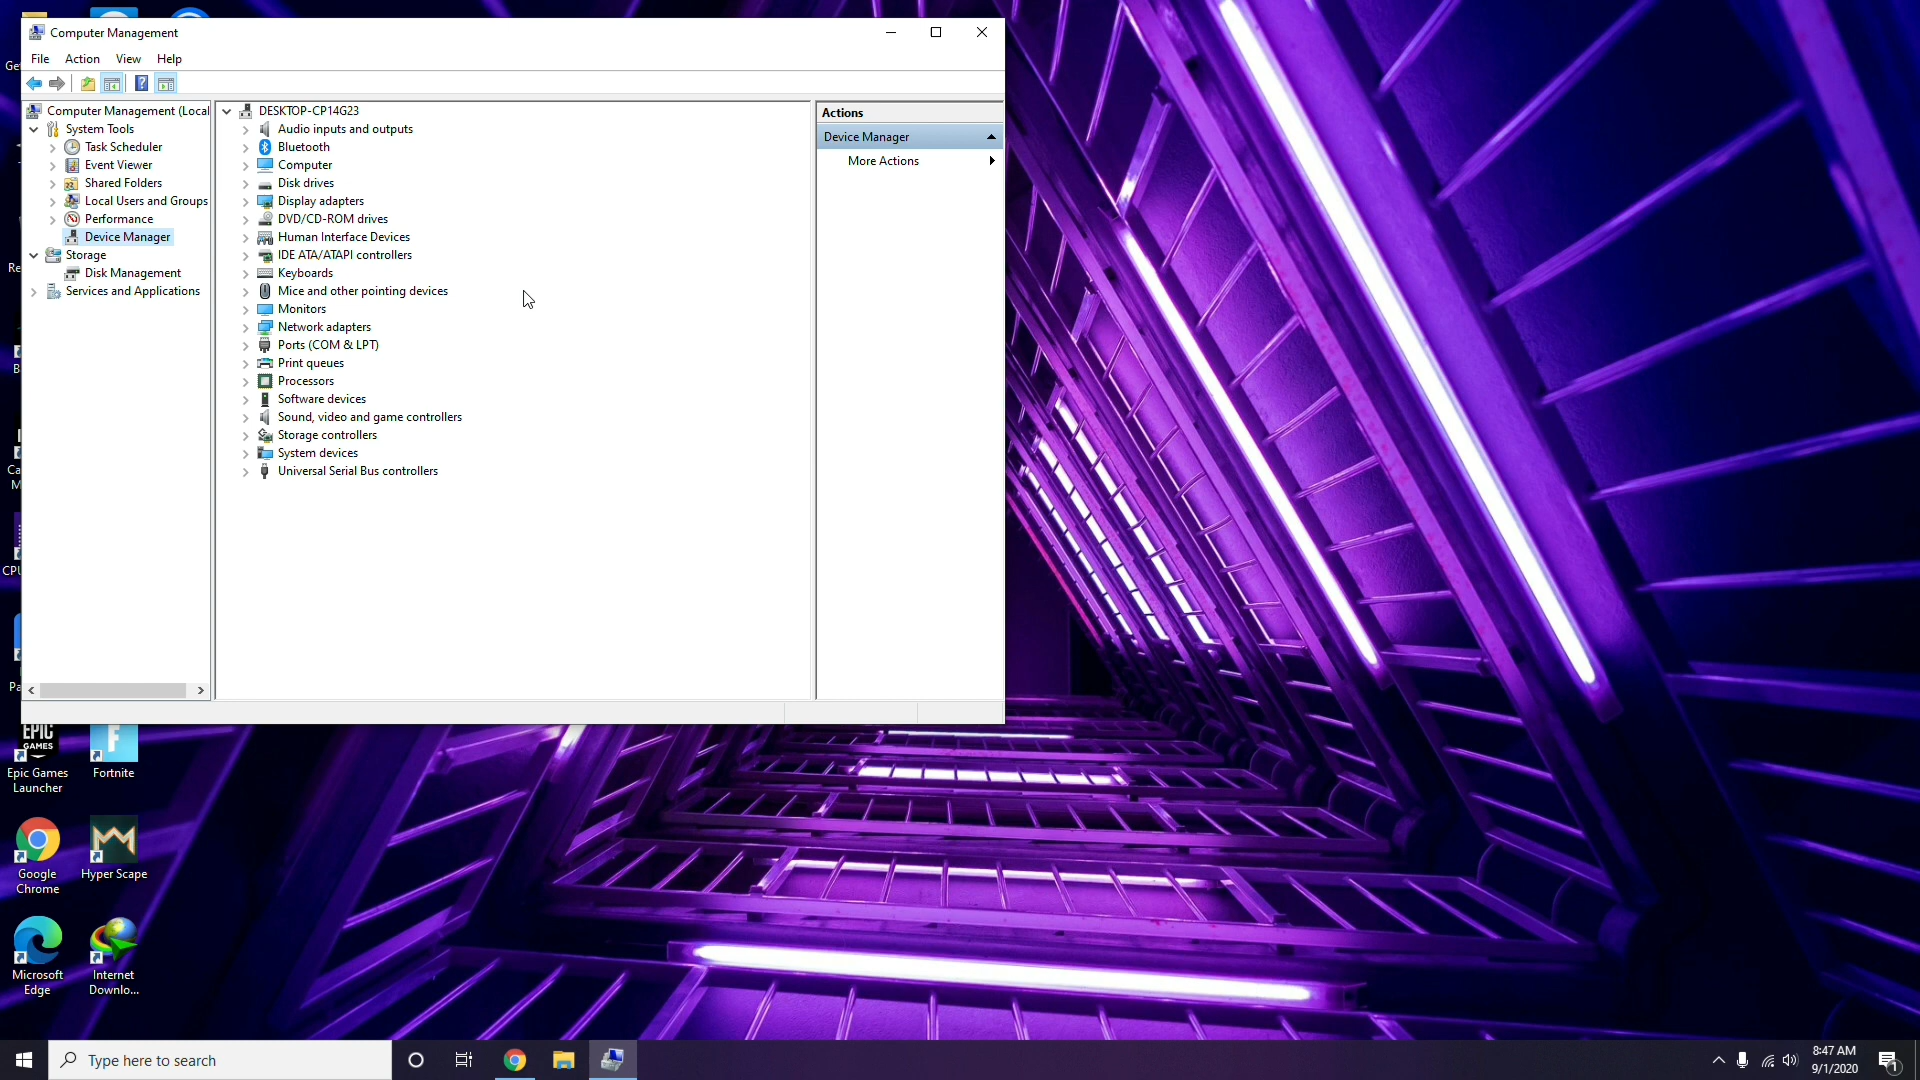 Computer Management
File Action View Help
Computer Management (Local
System Tools
Task Scheduler
Event Viewer
Shared Folders
Local Users and Groups
Performance
Device Manager
Storage
Disk Management
Services and Applications
DESKTOP-CP14G23
Audio inputs and outputs
Bluetooth
Computer
Disk drives
Display adapters
DVD/CD-ROM drives
Human Interface Devices
IDE ATA/ATAPI controllers
Keyboards
Mice and other pointing devices
Monitors
Network adapters
Ports (COM & LPT)
Print queues
Processors
Software devices
Sound, video and game controllers
Storage controllers
System devices
Universal Serial Bus controllers
Actions
Device Manager
More Actions
EPIC
GAMES
Epic Games
Launcher
F
Fortnite
Google
Chrome
Hyper Scape
Microsoft
Edge
Internet
Downlo...
Type here to search
8:47 AM
9/1/2020
1